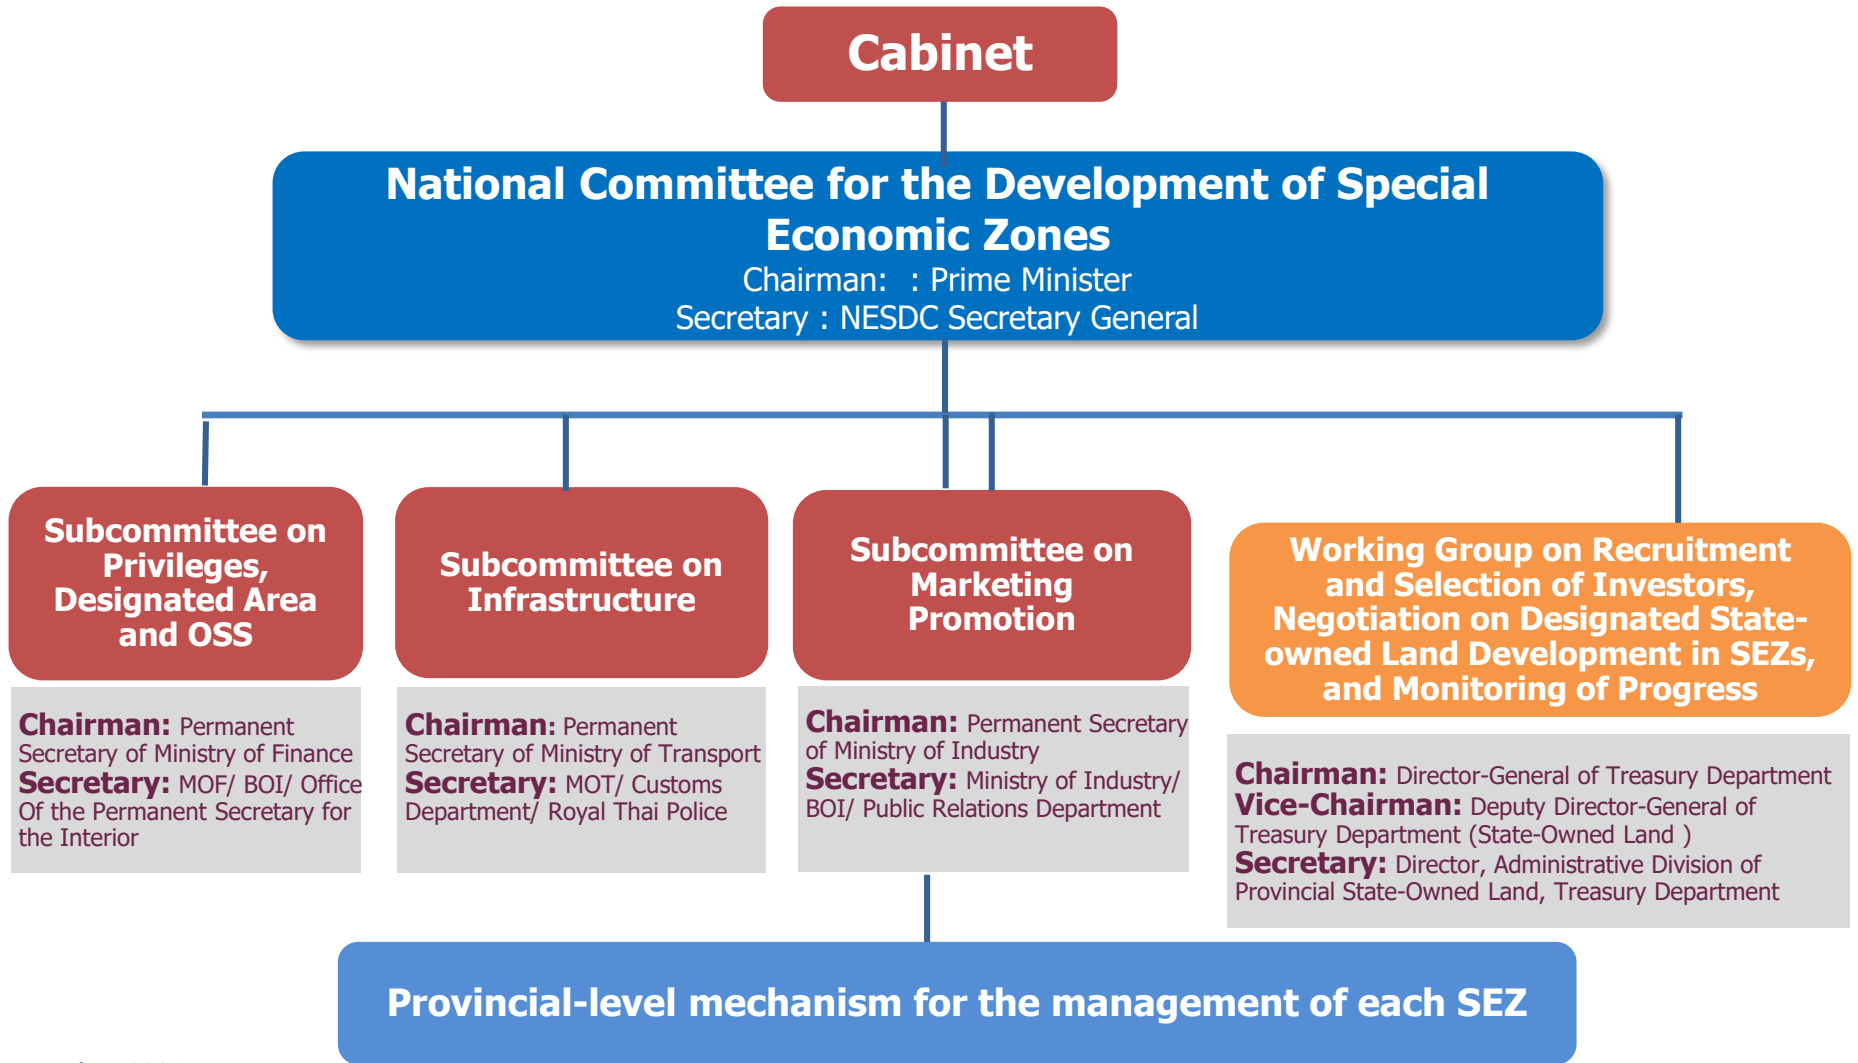 Cabinet
National Committee for the Development of Special
Economic Zones
Chairman: : Prime Minister
Secretary : NESDC Secretary General
Subcommittee on
Privileges,
Designated Area
and OSS
Chairman: Permanent
Secretary of Ministry of Finance
Secretary: MOF/ BOI/ Office
Of the Permanent Secretary for
the Interior
Subcommittee on
Infrastructure
Chairman: Permanent
Secretary of Ministry of Transport
Secretary: MOT/ Customs
Department/ Royal Thai Police
Subcommittee on
Marketing
Promotion
Chairman: Permanent Secretary
of Ministry of Industry
Secretary: Ministry of Industry/
BOI/ Public Relations Department
Working Group on Recruitment
and Selection of Investors,
Negotiation on Designated State-
owned Land Development in SEZs,
and Monitoring of Progress
Chairman: Director-General of Treasury Department
Vice-Chairman: Deputy Director-General of
Treasury Department (State-Owned Land )
Secretary: Director, Administrative Division of
Provincial State-Owned Land, Treasury Department
Provincial-level mechanism for the management of each SEZ